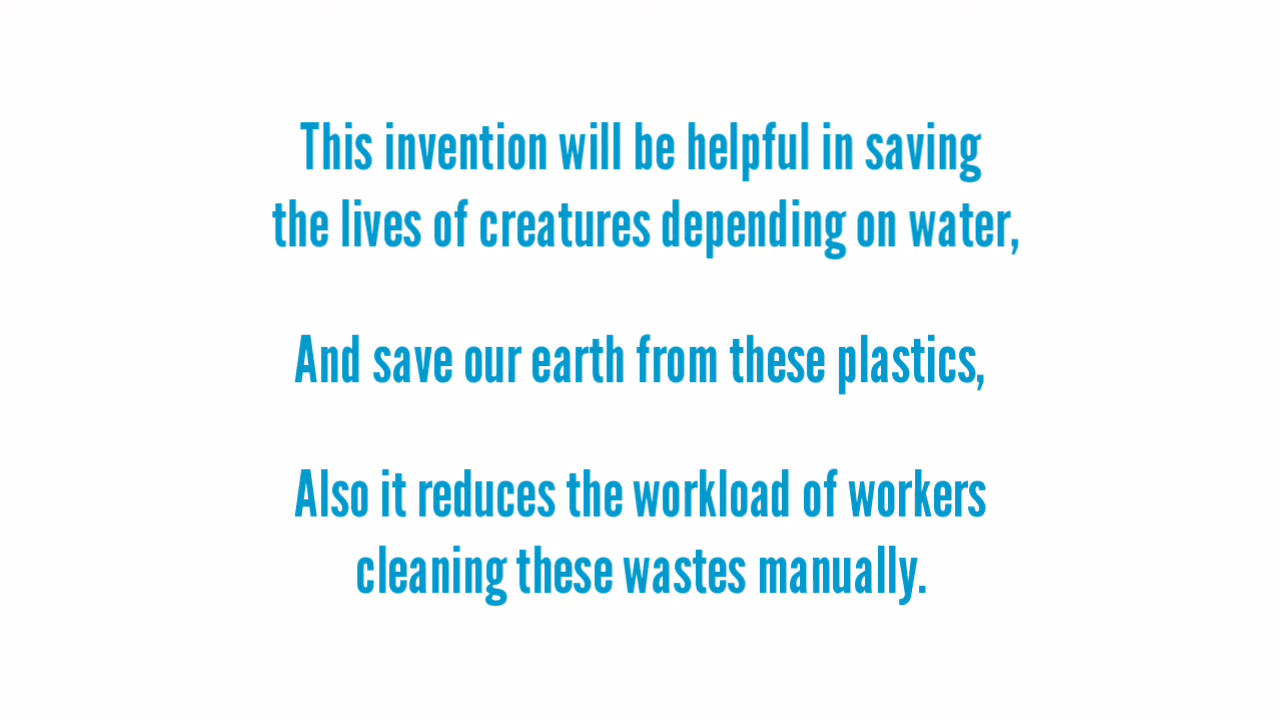 This invention will be helpful in saving
the lives of creatures depending on water,
And save our earth from these plastics,
Also it reduces the workload of workers
cleaning these wastes manually.